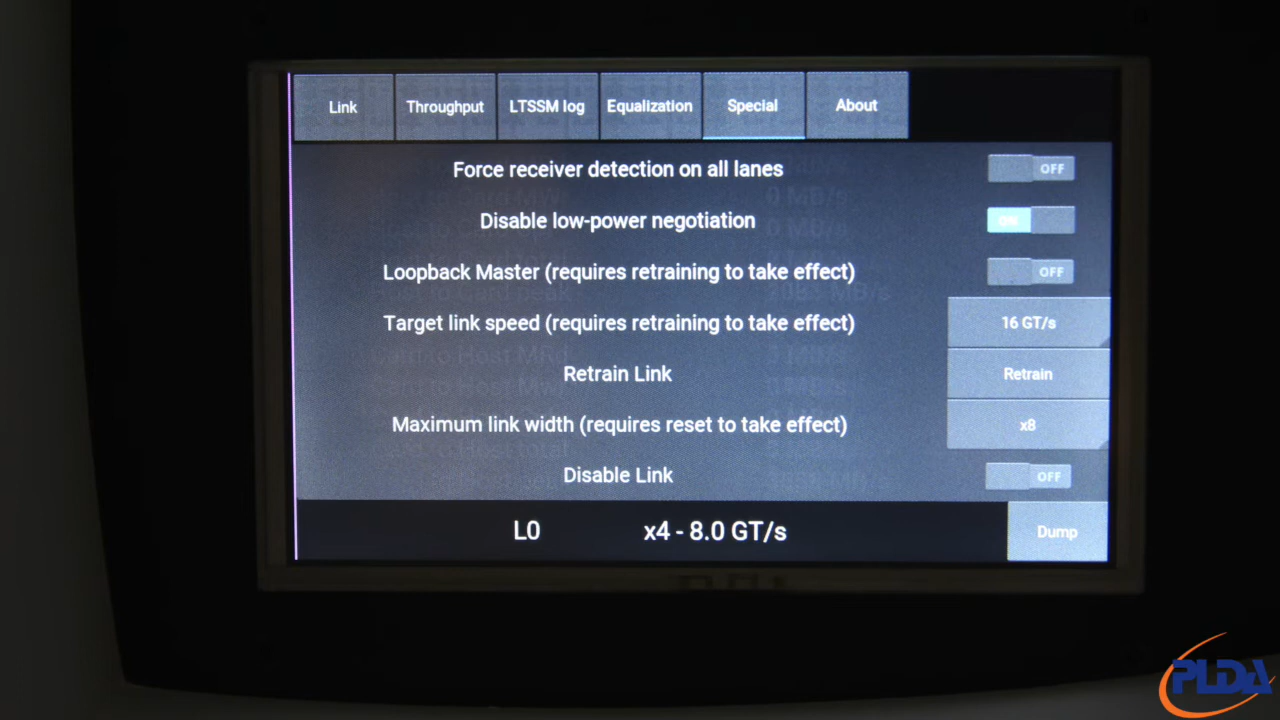 Link Throughput LTSSM log Equalization Special About
Force receiver detection on all lanes OFF
Disable low-power negotiation ON
Loopback Master (requires retraining to take effect) OFF
Target link speed (requires retraining to take effect) 16 GT/s
Retrain Link Retrain
Maximum link width (requires reset to take effect) x8
Disable Link OFF
L0 x4 - 8.0 GT/s Dump
PLDA